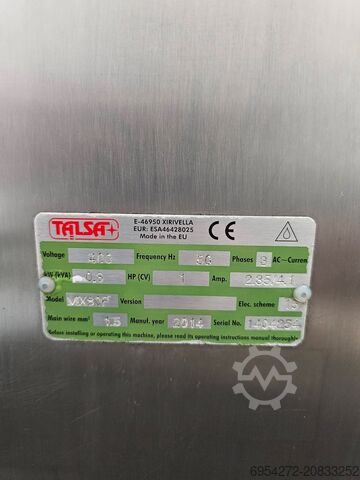 TALSA
E-46950 XIRIVELLA
EUR: ESA46428025
Made in the EU
CE
Voltage 400 Frequency Hz 50 Phases 3 AC~Curren
kW (kVA) HP (CV) 1 Amp. 2.35/4.1
Model Version Elec. scheme
Main wire mm² 1.5 Manuf. year 2014 Serial No.
Before installing or operating this machine, please read its operating instructions manual thoroughly
6954272-20833252